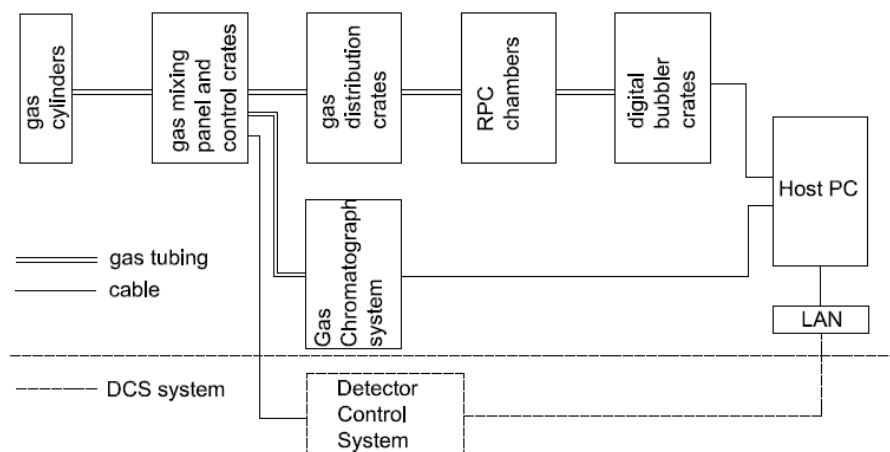 gas
cylinders
gas mixing
panel and
control crates
gas
distribution
crates
RPC
chambers
digital
bubbler
crates
Host PC
Gas
Chromatograph
system
gas tubing
cable
LAN
DCS system
Detector
Control
System